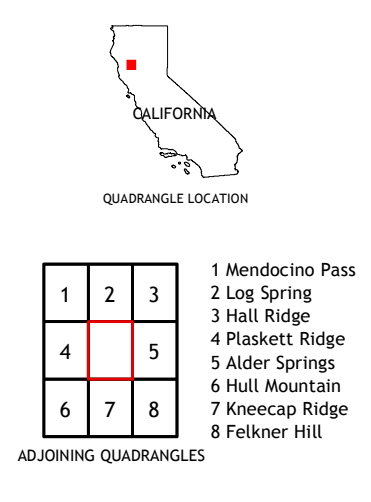 CALIFORNIA
QUADRANGLE LOCATION
1 2 3
4 5
6 7 8
ADJOINING QUADRANGLES
1 Mendocino Pass
2 Log Spring
3 Hall Ridge
4 Plaskett Ridge
5 Alder Springs
6 Hull Mountain
7 Kneecap Ridge
8 Felkner Hill